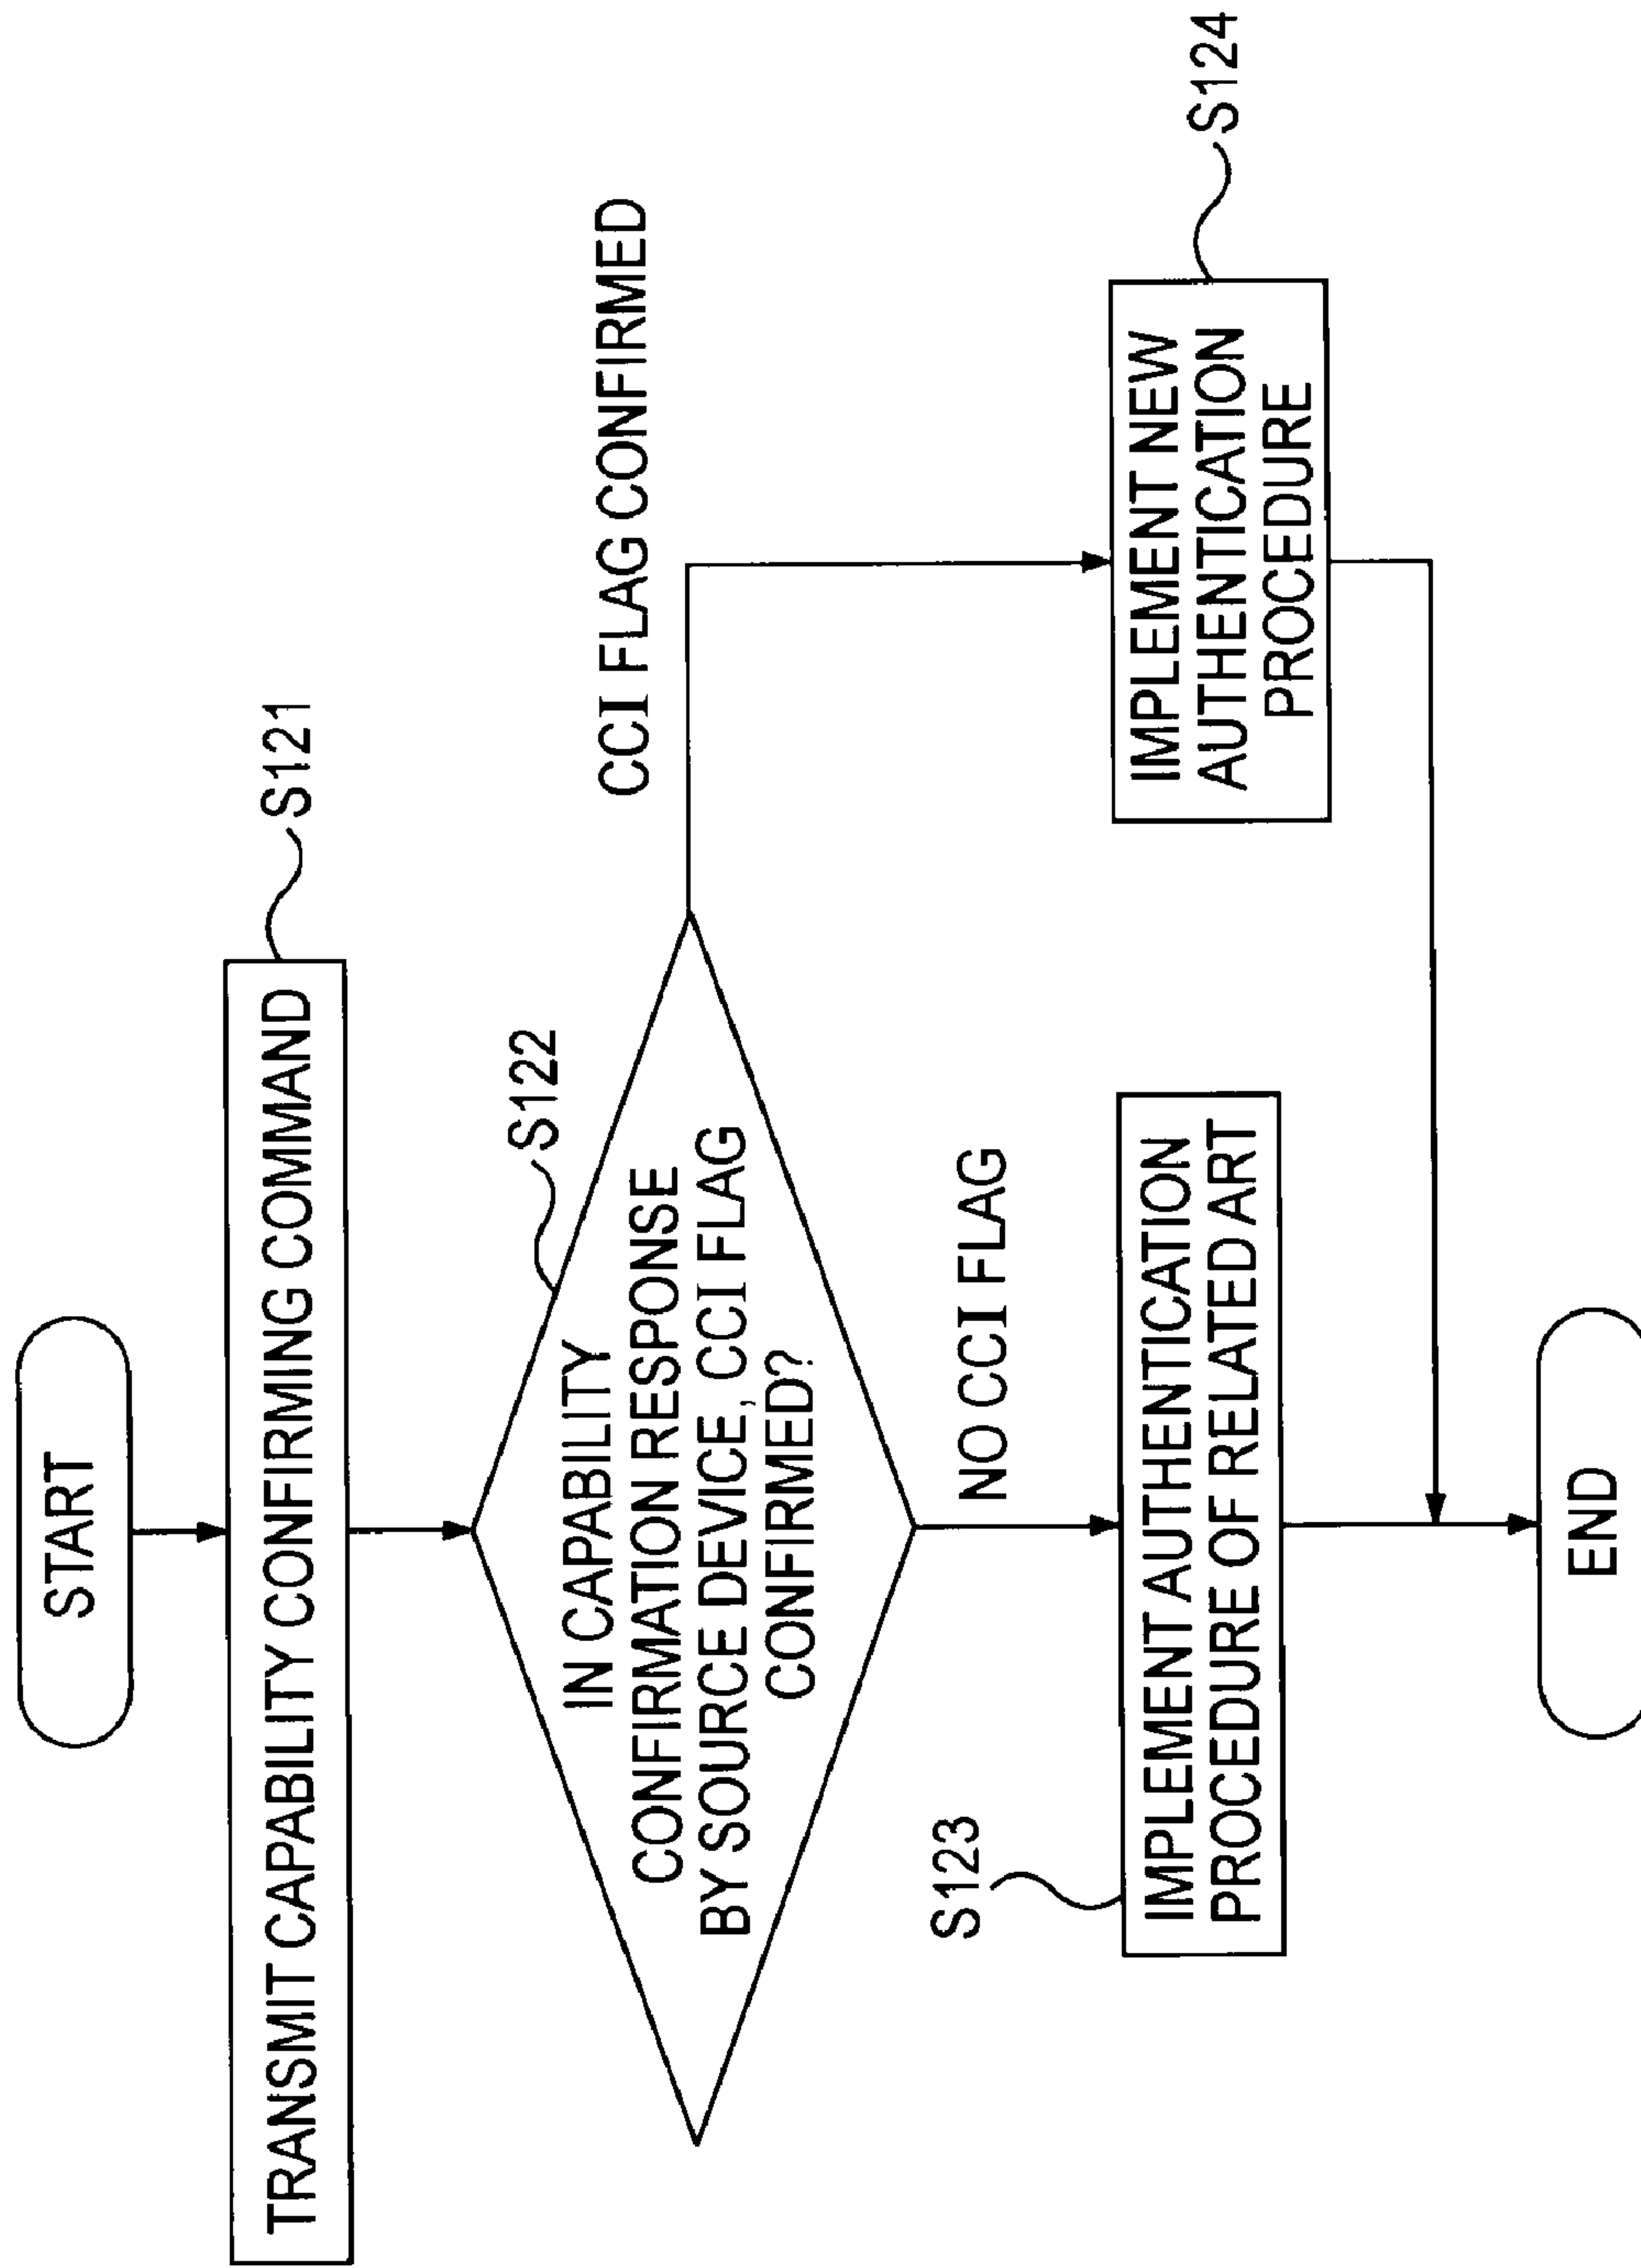 START
TRANSMIT CAPABILITY CONFIRMING COMMAND
S121
S122
IN CAPABILITY
CONFIRMATION RESPONSE
BY SOURCE DEVICE, CCI FLAG
CONFIRMED?
CCI FLAG CONFIRMED
NO CCI FLAG
S123
IMPLEMENT AUTHENTICATION
PROCEDURE OF RELATED ART
IMPLEMENT NEW
AUTHENTICATION
PROCEDURE
S124
END